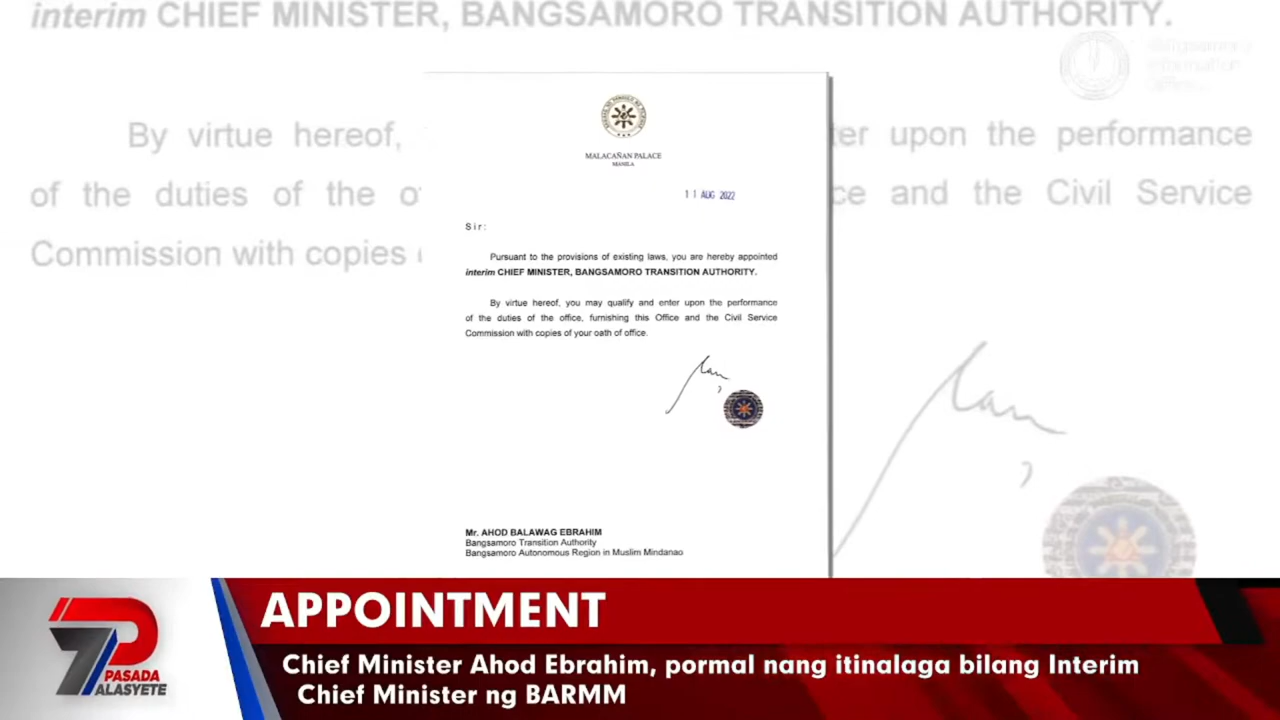 interim CHIEF MINISTER, BANGSAMORO TRANSITION AUTHORITY.
By virtue hereof,
ter upon the performance
of the duties of the o
ce and the Civil Service
Commission with copies
MALACAÑAN PALACE
MANILA
11 AUG 2022
Sir:
Pursuant to the provisions of existing laws, you are hereby appointed
interim CHIEF MINISTER, BANGSAMORO TRANSITION AUTHORITY.
By virtue hereof, you may qualify and enter upon the performance
of the duties of the office, furnishing this Office and the Civil Service
Commission with copies of your oath of office.
Mr. AHOD BALAWAG EBRAHIM
Bangsamoro Transition Authority
Bangsamoro Autonomous Region in Muslim Mindanao
7P
PASADA
ALASYETE
APPOINTMENT
Chief Minister Ahod Ebrahim, pormal nang itinalaga bilang Interim
Chief Minister ng BARMM